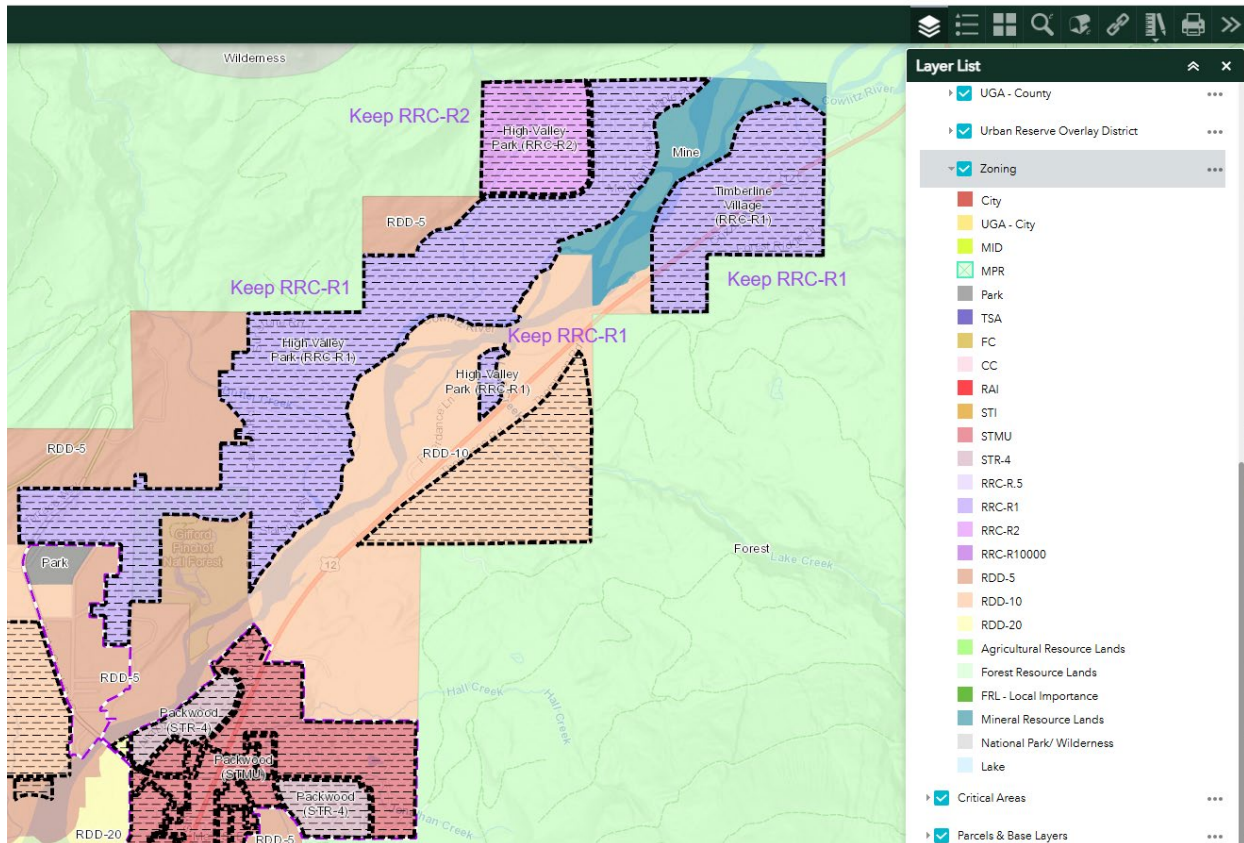 Wilderness
Keep RRC-R2
High Valley
Park (RRC-R2)
Cowlitz River
Mine
Timberline
Village
(RRC-R1)
RDD-5
Keep RRC-R1
Keep RRC-R1
Keep RRC-R1
High Valley
Park (RRC-R1)
High Valley
Park (RRC-R1)
RDD-5
RDD-10
Gifford
Pinchot
Natl Forest
Park
12
Forest
Lake Creek
RDD-5
Hall Creek
Hall Creek
Packwood
(STR-4)
Packwood
(STMU)
Packwood
(STR-4)
RDD-20
RDD-5
Layer List
UGA - County
Urban Reserve Overlay District
Zoning
City
UGA - City
MID
MPR
Park
TSA
FC
CC
RAI
STI
STMU
STR-4
RRC-R.5
RRC-R1
RRC-R2
RRC-R10000
RDD-5
RDD-10
RDD-20
Agricultural Resource Lands
Forest Resource Lands
FRL - Local Importance
Mineral Resource Lands
National Park/ Wilderness
Lake
Critical Areas
Parcels & Base Layers